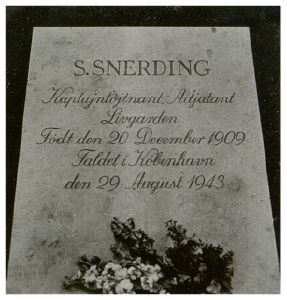 S. SNERDING
Kaptajnløjtnant, Adjutant
Livgarden
Født den 20 December 1909
Faldet i København
den 29 August 1943